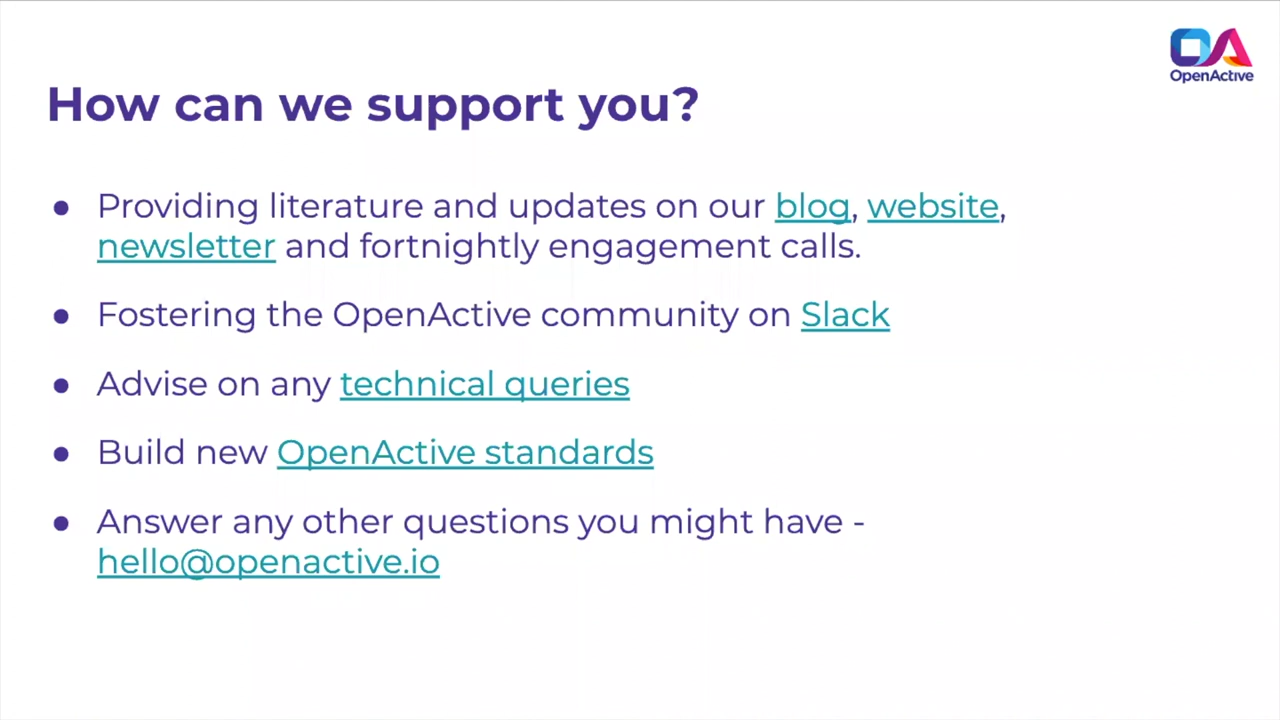 OpenActive
How can we support you?
● Providing literature and updates on our blog, website,
newsletter and fortnightly engagement calls.
● Fostering the OpenActive community on Slack
● Advise on any technical queries
● Build new OpenActive standards
● Answer any other questions you might have -
hello@openactive.io